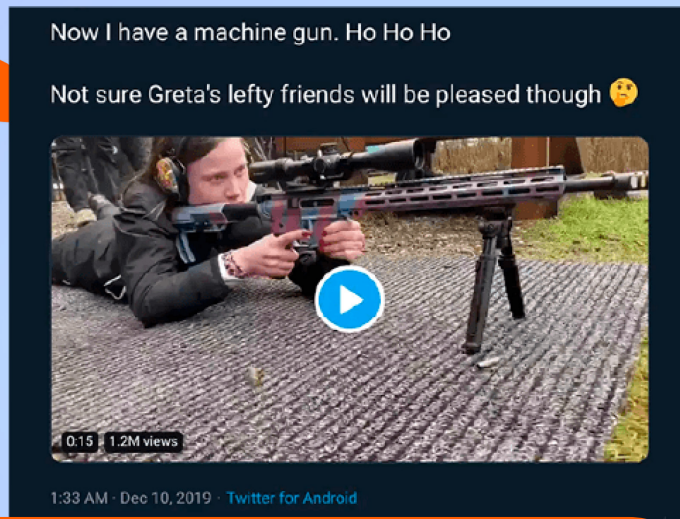 Now I have a machine gun. Ho Ho Ho
Not sure Greta's lefty friends will be pleased though 🤔
0:15 1.2M views
1:33 AM · Dec 10, 2019 · Twitter for Android